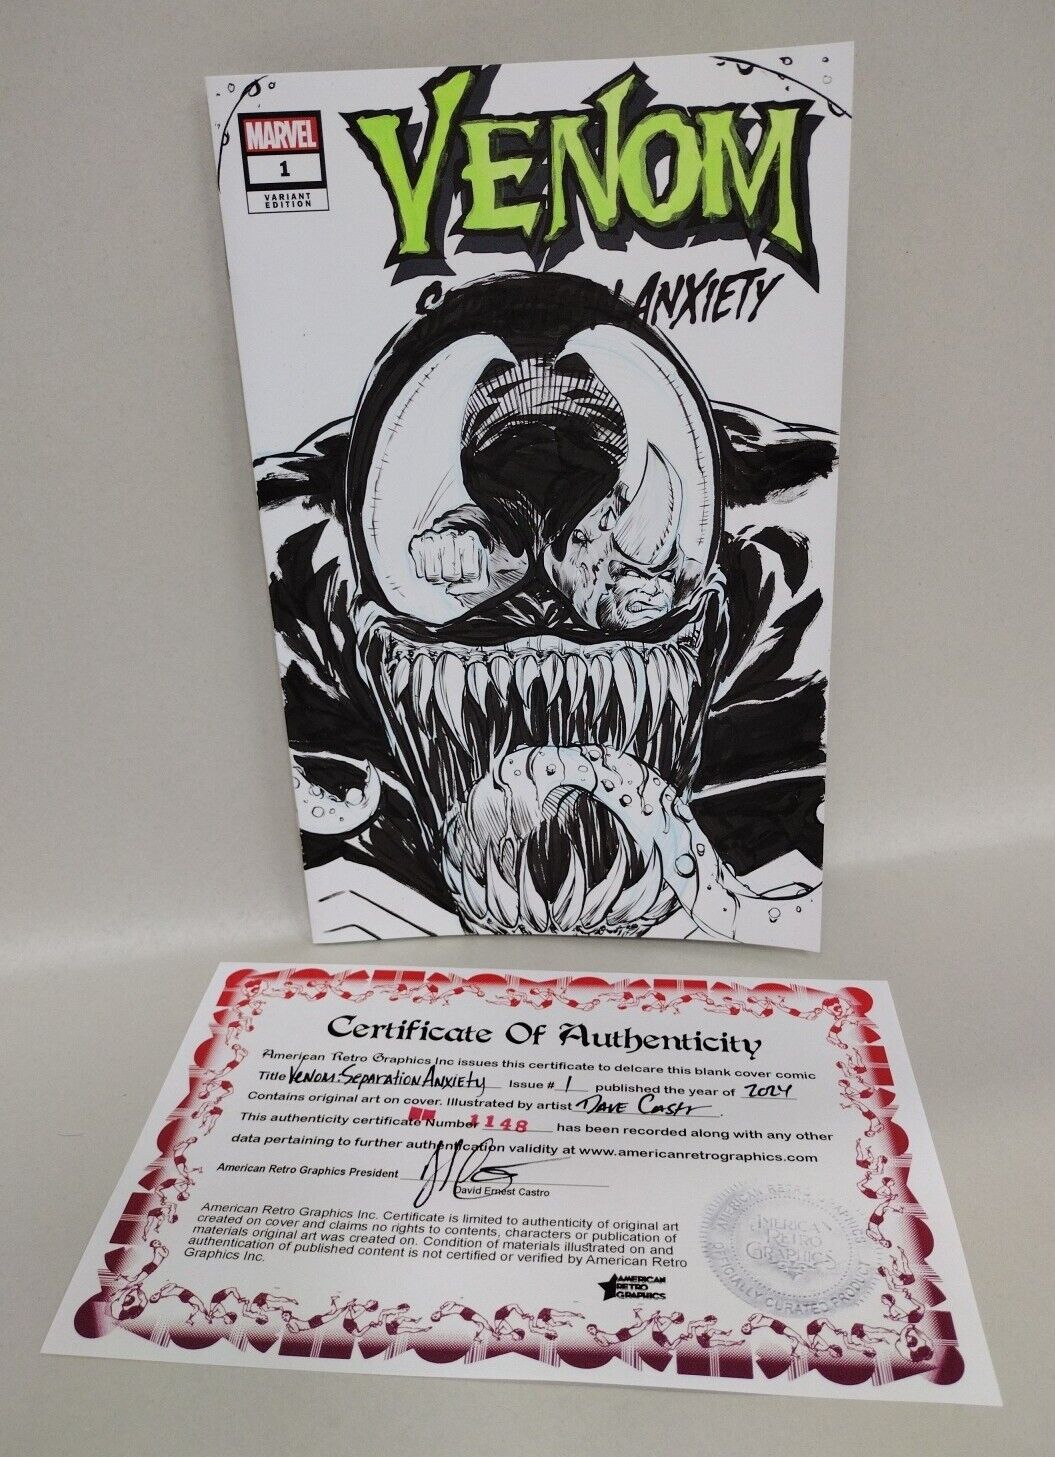 MARVEL
1
VARIANT
EDITION
VENOM
SEPARATION ANXIETY
Certificate Of Authenticity
American Retro Graphics Inc issues this certificate to delcare this blank cover comic
Title Venom: Separation Anxiety Issue # 1 published the year of 2024
Contains original art on cover. Illustrated by artist Dave Castr.
This authenticity certificate Number 1148 has been recorded along with any other
data pertaining to further authentication validity at www.americanretrographics.com
American Retro Graphics President
David Ernest Castro
American Retro Graphics Inc. Certificate is limited to authenticity of original art
created on cover and claims no rights to contents, characters or publication of
materials original art was created on. Condition of materials illustrated on and
authentication of published content is not certified or verified by American Retro
Graphics Inc.
AMERICAN
RETRO
GRAPHICS
AMERICAN RETRO GRAPHICS
AMERICAN
RETRO
GRAPHICS
OFFICIALLY CURATED PRODUCT